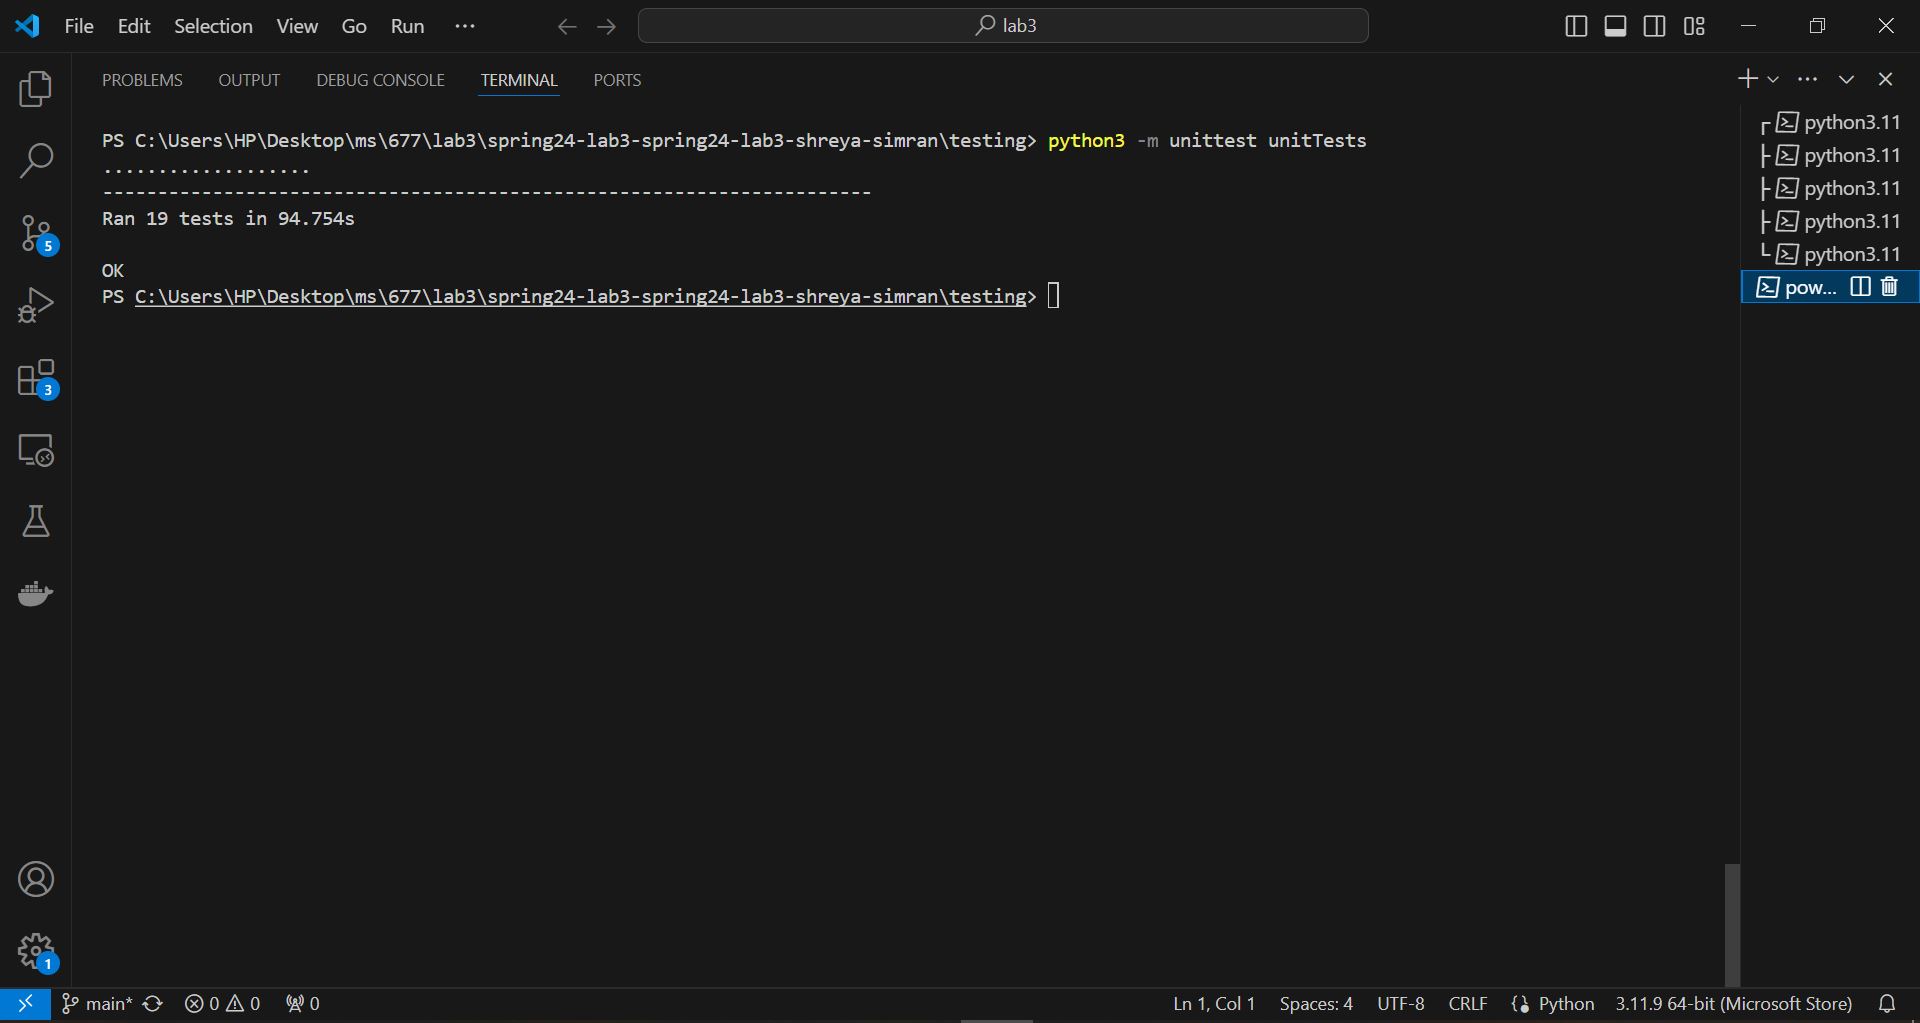 File Edit Selection View Go Run ... lab3
PROBLEMS OUTPUT DEBUG CONSOLE TERMINAL PORTS
PS C:\Users\HP\Desktop\ms\677\lab3\spring24-lab3-spring24-lab3-shreya-simran\testing> python3 -m unittest unitTests
...................
----------------------------------------------------------------------
Ran 19 tests in 94.754s
OK
PS C:\Users\HP\Desktop\ms\677\lab3\spring24-lab3-spring24-lab3-shreya-simran\testing>
python3.11
python3.11
python3.11
python3.11
python3.11
pow...
5
3
1
main* 0 0 0 Ln 1, Col 1 Spaces: 4 UTF-8 CRLF {} Python 3.11.9 64-bit (Microsoft Store)